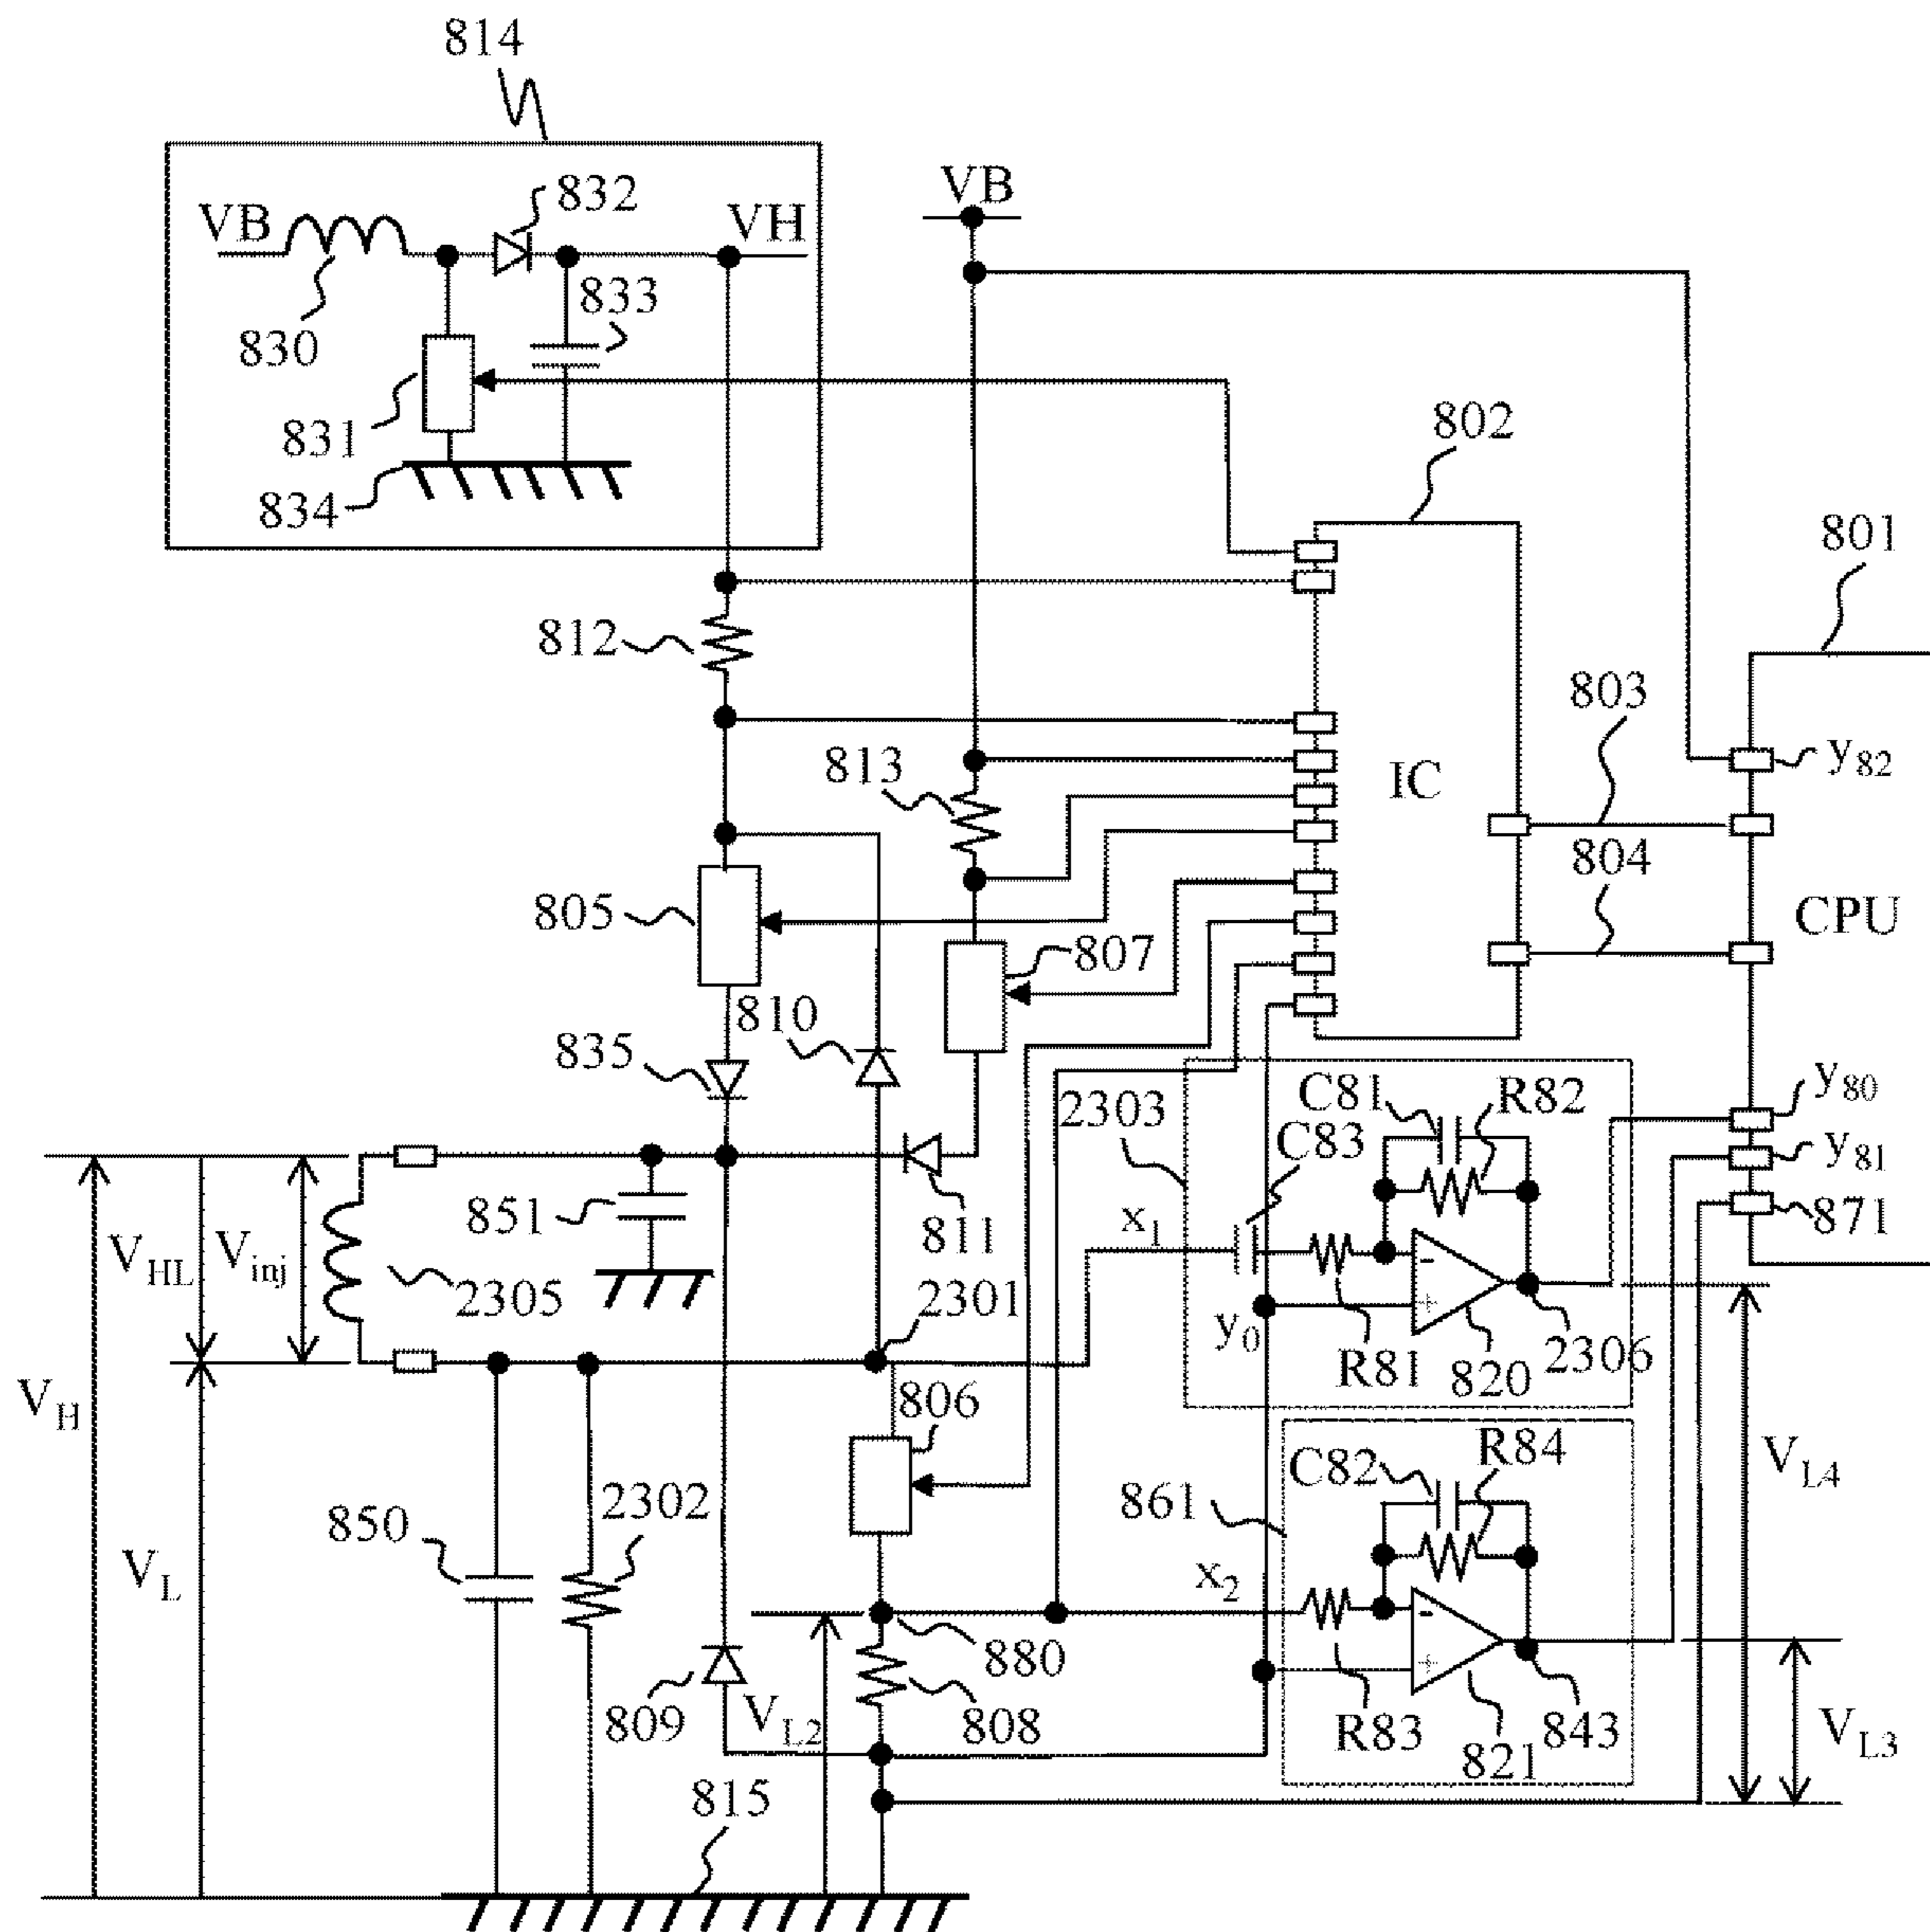 814
VB
832
VH
VB
833
830
831
834
802
801
812
803
y82
813
IC
804
805
CPU
807
810
835
y80
C81
R82
2303
C83
y81
871
x1
851
811
VHL
Vinj
2305
2301
y0
-
+
R81
820
2306
VH
806
R84
C82
VL4
2302
861
850
VL
x2
-
880
+
809
VL2
808
R83
843
821
VL3
815